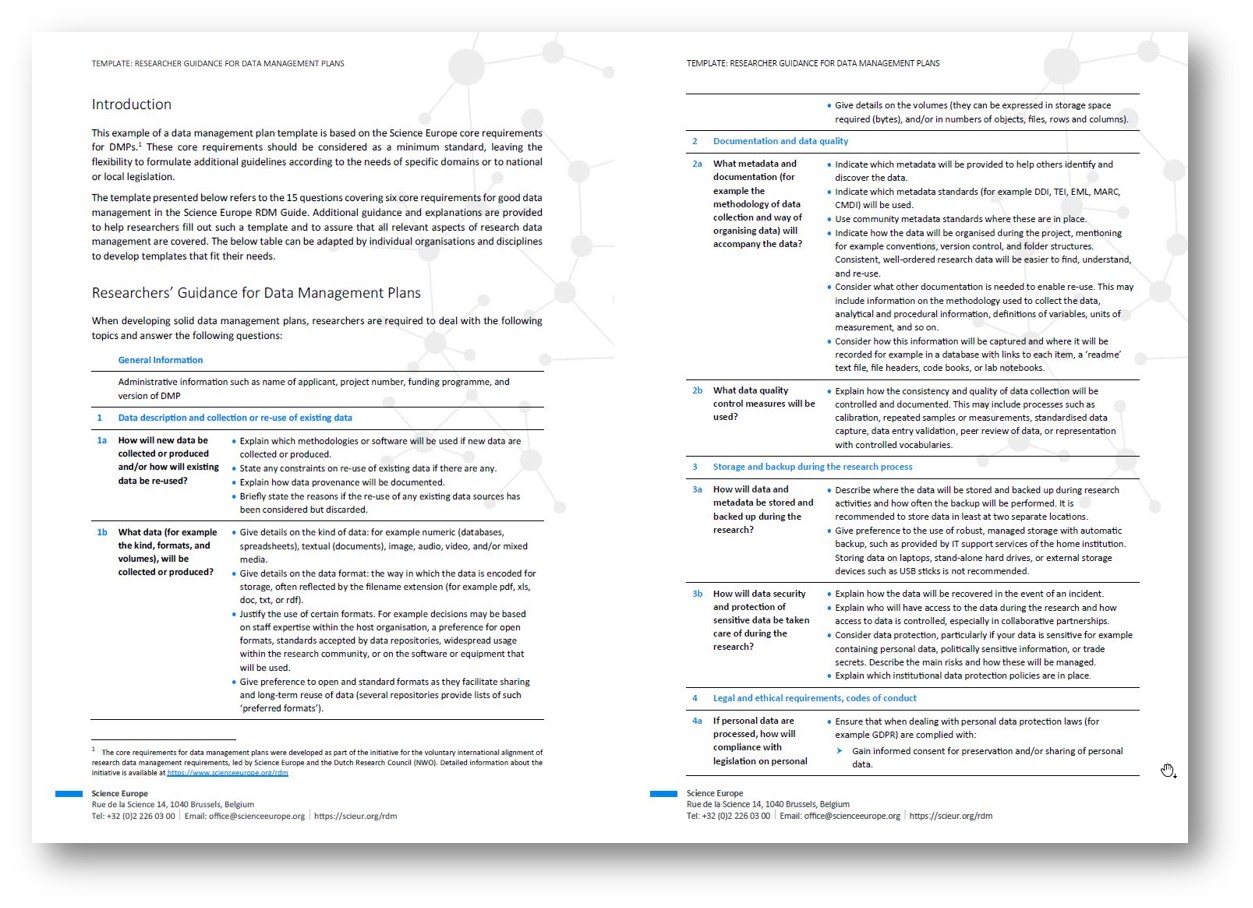 TEMPLATE: RESEARCHER GUIDANCE FOR DATA MANAGEMENT PLANS
Introduction
This example of a data management plan template is based on the Science Europe core requirements
for DMPs.1 These core requirements should be considered as a minimum standard, leaving the
flexibility to formulate additional guidelines according to the needs of specific domains or to national
or local legislation.
The template presented below refers to the 15 questions covering six core requirements for good data
management in the Science Europe RDM Guide. Additional guidance and explanations are provided
to help researchers fill out such a template and to assure that all relevant aspects of research data
management are covered. The below table can be adapted by individual organisations and disciplines
to develop templates that fit their needs.
Researchers’ Guidance for Data Management Plans
When developing solid data management plans, researchers are required to deal with the following
topics and answer the following questions:
General Information
Administrative information such as name of applicant, project number, funding programme, and
version of DMP
1 Data description and collection or re-use of existing data
1a How will new data be
collected or produced
and/or how will existing
data be re-used?
• Explain which methodologies or software will be used if new data are
collected or produced.
• State any constraints on re-use of existing data if there are any.
• Explain how data provenance will be documented.
• Briefly state the reasons if the re-use of any existing data sources has
been considered but discarded.
1b What data (for example
the kind, formats, and
volumes), will be
collected or produced?
• Give details on the kind of data: for example numeric (databases,
spreadsheets), textual (documents), image, audio, video, and/or mixed
media.
• Give details on the data format: the way in which the data is encoded for
storage, often reflected by the filename extension (for example pdf, xls,
doc, txt, or rdf).
• Justify the use of certain formats. For example decisions may be based
on staff expertise within the host organisation, a preference for open
formats, standards accepted by data repositories, widespread usage
within the research community, or on the software or equipment that
will be used.
• Give preference to open and standard formats as they facilitate sharing
and long-term reuse of data (several repositories provide lists of such
‘preferred formats’).
1 The core requirements for data management plans were developed as part of the initiative for the voluntary international alignment of
research data management requirements, led by Science Europe and the Dutch Research Council (NWO). Detailed information about the
initiative is available at https://www.scienceeurope.org/rdm
Science Europe
Rue de la Science 14, 1040 Brussels, Belgium
Tel: +32 (0)2 226 03 00 | Email: office@scienceeurope.org | https://scieur.org/rdm
TEMPLATE: RESEARCHER GUIDANCE FOR DATA MANAGEMENT PLANS
• Give details on the volumes (they can be expressed in storage space
required (bytes), and/or in numbers of objects, files, rows and columns).
2 Documentation and data quality
2a What metadata and
documentation (for
example the
methodology of data
collection and way of
organising data) will
accompany the data?
• Indicate which metadata will be provided to help others identify and
discover the data.
• Indicate which metadata standards (for example DDI, TEI, EML, MARC,
CMDI) will be used.
• Use community metadata standards where these are in place.
• Indicate how the data will be organised during the project, mentioning
for example conventions, version control, and folder structures.
Consistent, well-ordered research data will be easier to find, understand,
and re-use.
• Consider what other documentation is needed to enable re-use. This may
include information on the methodology used to collect the data,
analytical and procedural information, definitions of variables, units of
measurement, and so on.
• Consider how this information will be captured and where it will be
recorded for example in a database with links to each item, a ‘readme’
text file, file headers, code books, or lab notebooks.
2b What data quality
control measures will be
used?
• Explain how the consistency and quality of data collection will be
controlled and documented. This may include processes such as
calibration, repeated samples or measurements, standardised data
capture, data entry validation, peer review of data, or representation
with controlled vocabularies.
3 Storage and backup during the research process
3a How will data and
metadata be stored and
backed up during the
research?
• Describe where the data will be stored and backed up during research
activities and how often the backup will be performed. It is
recommended to store data in least at two separate locations.
• Give preference to the use of robust, managed storage with automatic
backup, such as provided by IT support services of the home institution.
Storing data on laptops, stand-alone hard drives, or external storage
devices such as USB sticks is not recommended.
3b How will data security
and protection of
sensitive data be taken
care of during the
research?
• Explain how the data will be recovered in the event of an incident.
• Explain who will have access to the data during the research and how
access to data is controlled, especially in collaborative partnerships.
• Consider data protection, particularly if your data is sensitive for example
containing personal data, politically sensitive information, or trade
secrets. Describe the main risks and how these will be managed.
• Explain which institutional data protection policies are in place.
4 Legal and ethical requirements, codes of conduct
4a If personal data are
processed, how will
compliance with
legislation on personal
• Ensure that when dealing with personal data protection laws (for
example GDPR) are complied with:
➤ Gain informed consent for preservation and/or sharing of personal
data.
Science Europe
Rue de la Science 14, 1040 Brussels, Belgium
Tel: +32 (0)2 226 03 00 | Email: office@scienceeurope.org | https://scieur.org/rdm